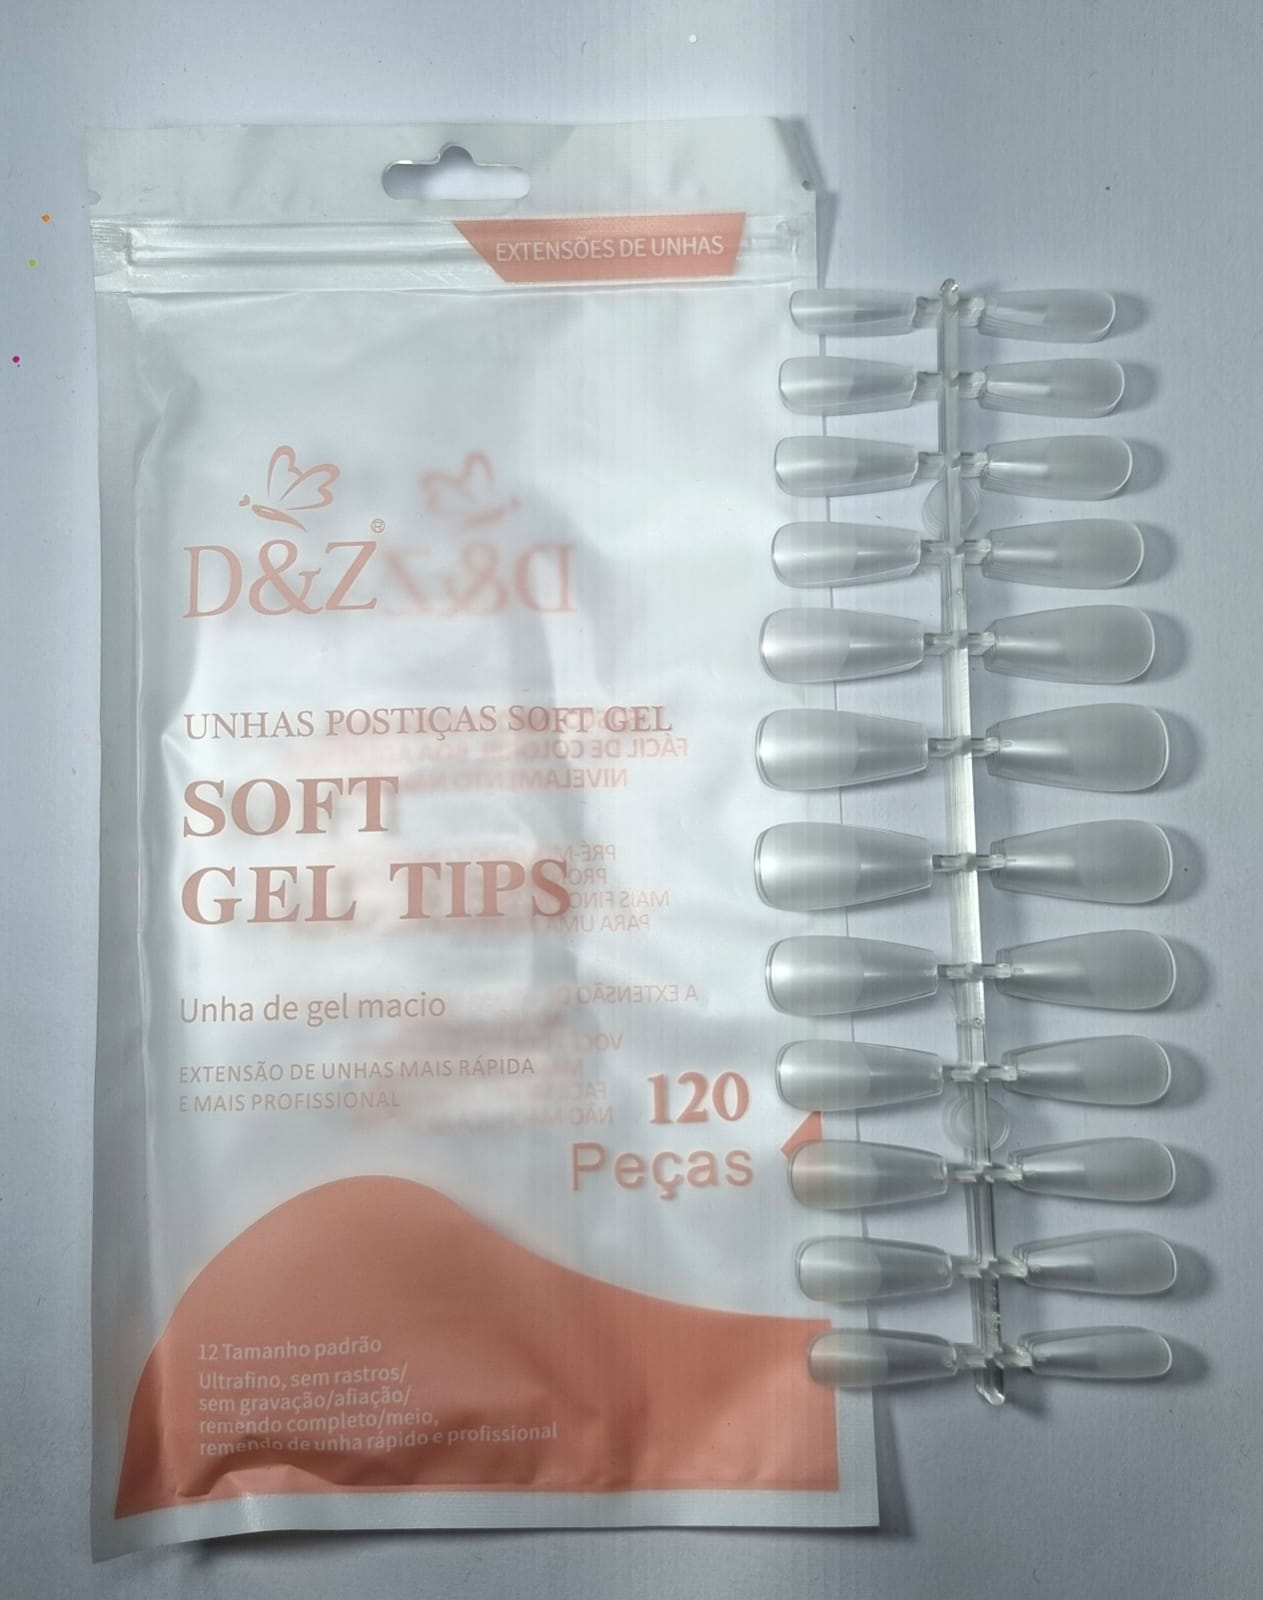 EXTENSÕES DE UNHAS
D&Z®
UNHAS POSTIÇAS SOFT GEL
SOFT
GEL TIPS
Unha de gel macio
EXTENSÃO DE UNHAS MAIS RÁPIDA
E MAIS PROFISSIONAL
120
Peças
12 Tamanho padrão
Ultrafino, sem rastros/
sem gravação/afiação/
remendo completo/meio,
remendo de unha rápido e profissional